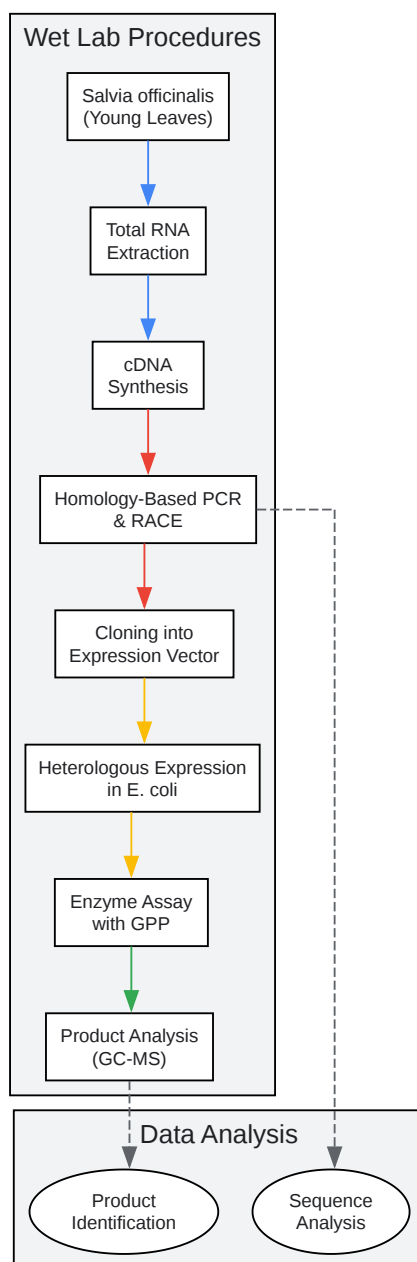 Wet Lab Procedures
Salvia officinalis
(Young Leaves)
Total RNA
Extraction
cDNA
Synthesis
Homology-Based PCR
& RACE
Cloning into
Expression Vector
Heterologous Expression
in E. coli
Enzyme Assay
with GPP
Product Analysis
(GC-MS)
Data Analysis
Product
Identification
Sequence
Analysis